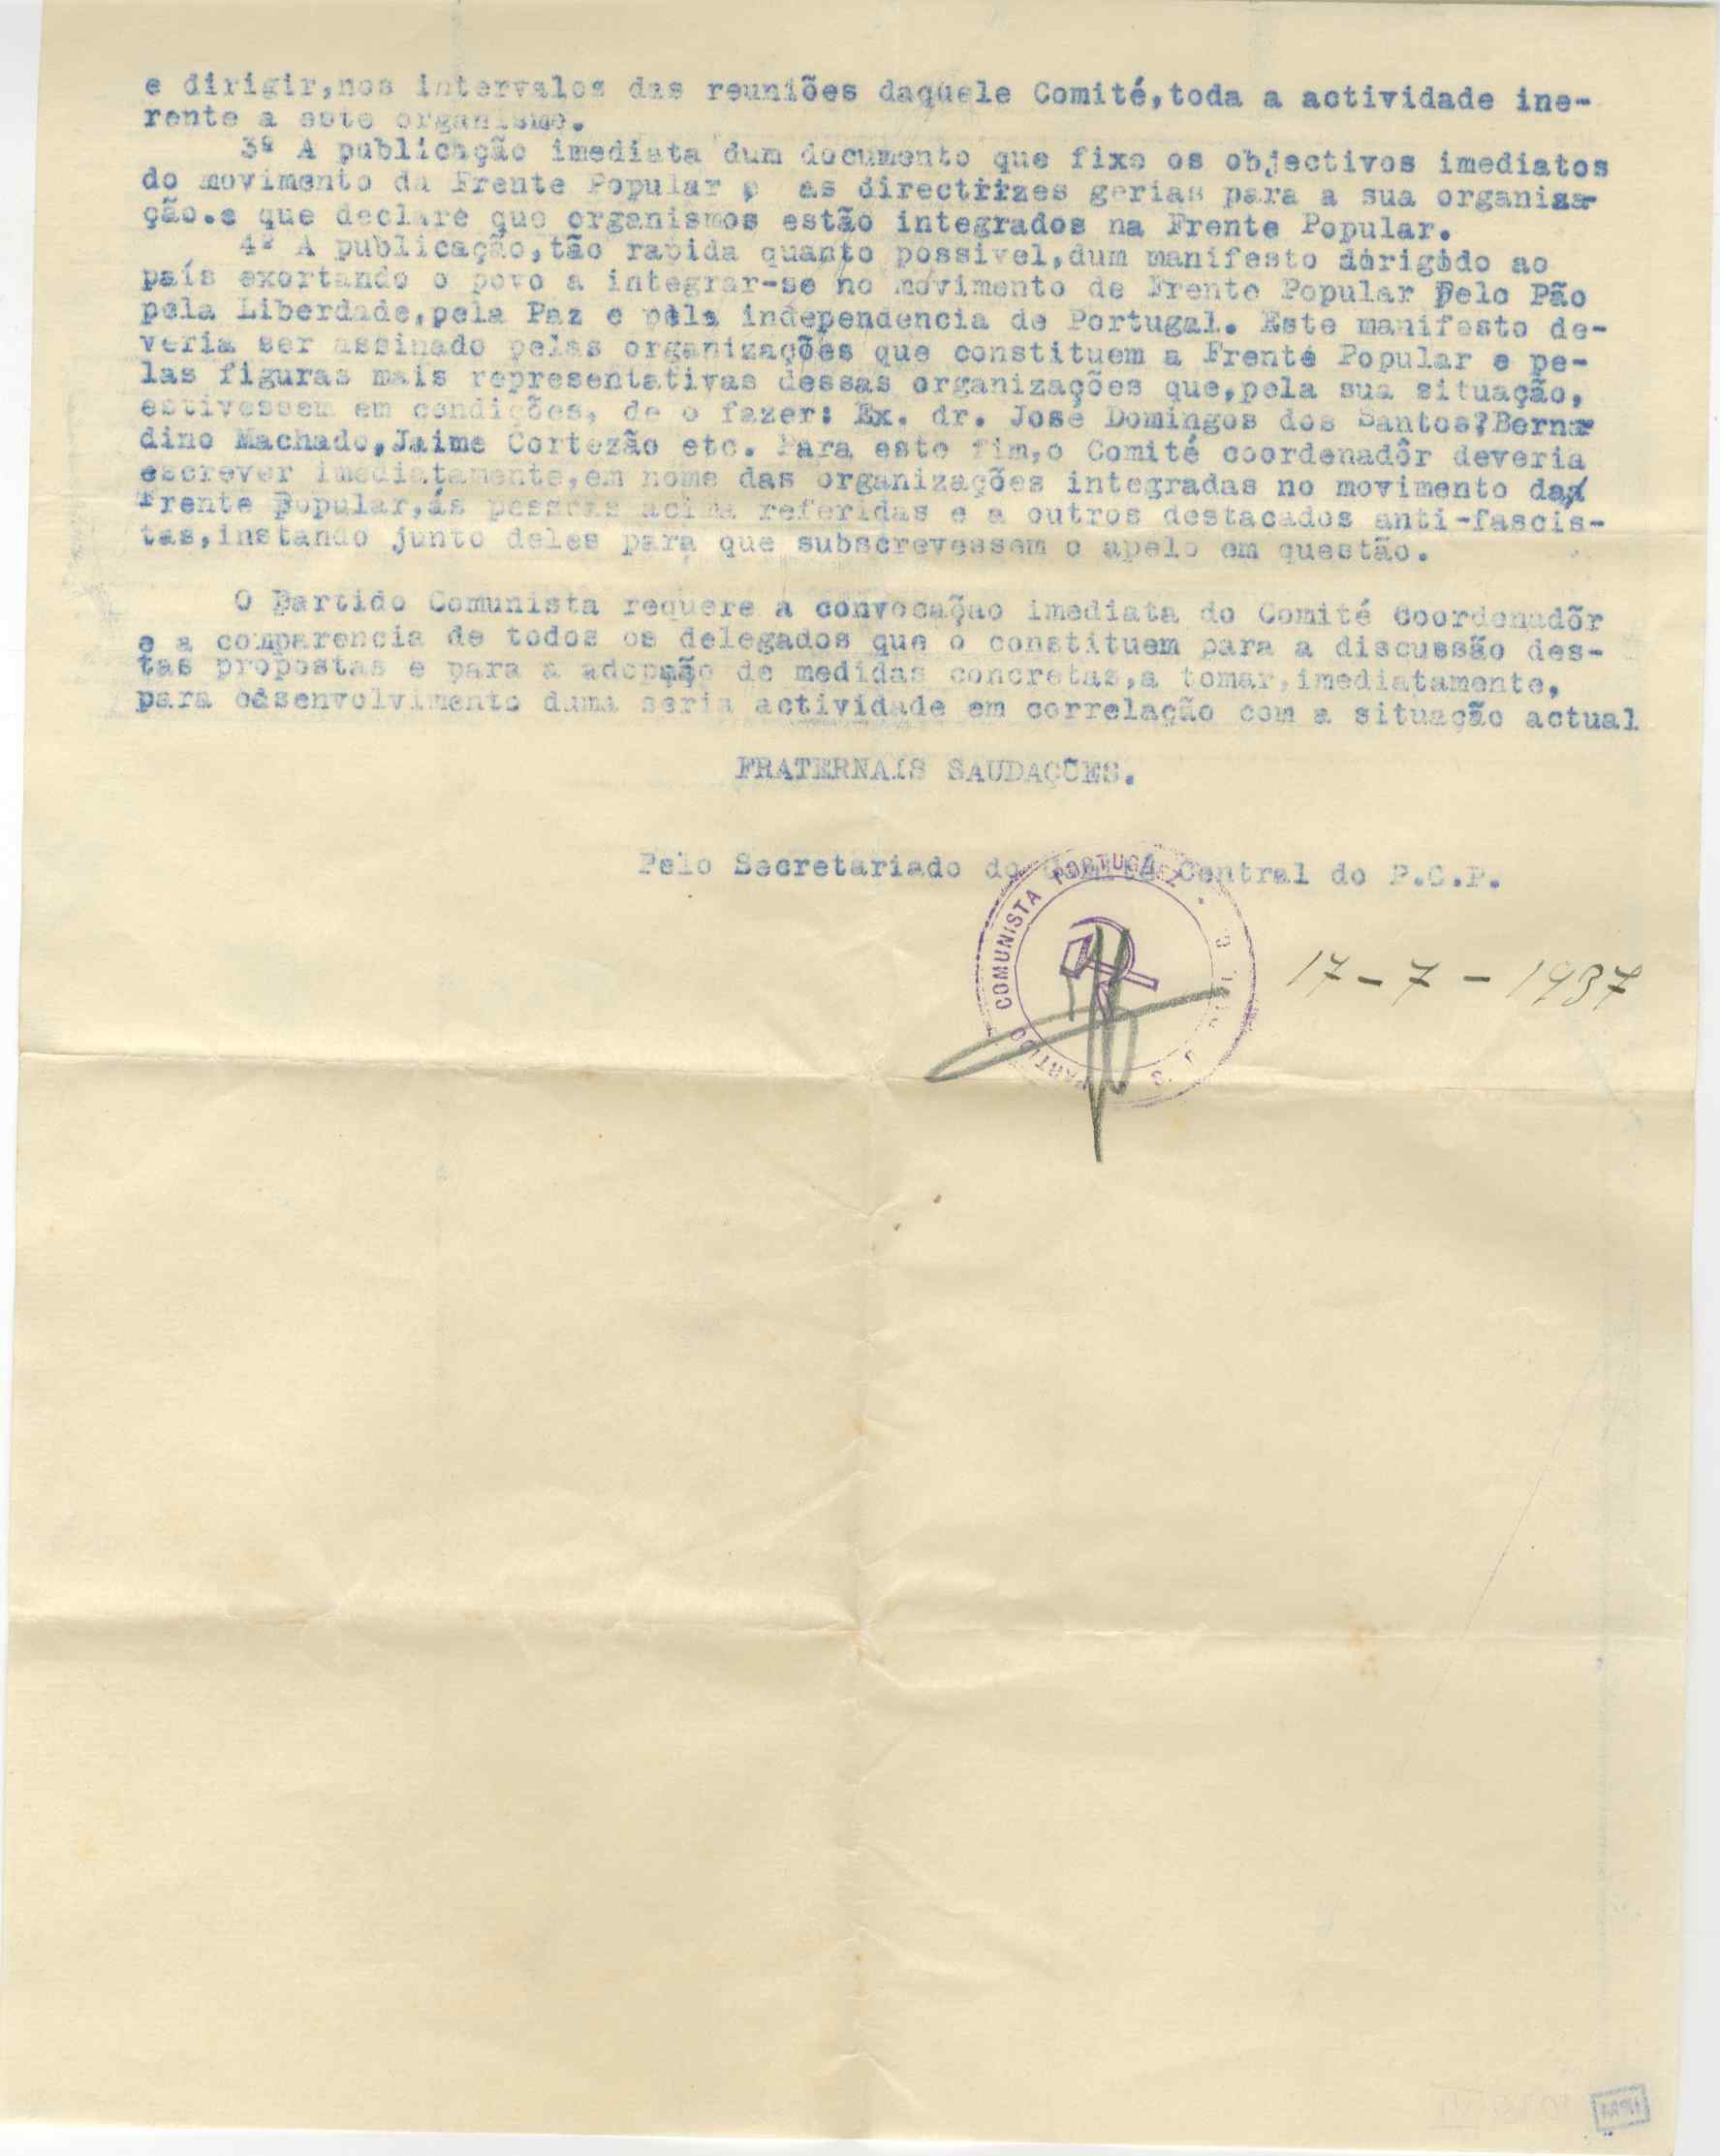 e dirigir,nos intervalos das reuniões daquele Comité,toda a actividade ine-
rente a este organismo.
3º A publicação imediata dum documento que fixe os objectivos imediatos
do movimento da Frente Popular e as directrizes gerias para a sua organiza-
ção.e que declare que organismos estão integrados na Frente Popular.
4º A publicação,tão rapida quanto possivel,dum manifesto dirigido ao
país exortando o povo a integrar-se no movimento de Frente Popular pelo Pão
pela Liberdade,pela Paz e pela independencia de Portugal. Este manifesto de-
veria ser assinado pelas organizações que constituem a Frente Popular e pe-
las figuras mais representativas dessas organizações que,pela sua situação,
estivessem em condições, de o fazer: Ex. dr. José Domingos dos Santos?Bernar
dino Machado,Jaime Cortezão etc. Para este fim,o Comité coordenadôr deveria
escrever imediatamente,em nome das organizações integradas no movimento da
Frente Popular,ás pessoas acima referidas e a outros destacados anti-fascis-
tas,instando junto deles para que subscrevessem o apelo em questão.
O Partido Comunista requere a convocação imediata do Comité Coordenadôr
e a comparencia de todos os delegados que o constituem para a discussão des-
tas propostas e para a adopção de medidas concretas,a tomar,imediatamente,
para odsenvolvimento duma seria actividade em correlação com a situação actual
FRATERNAIS SAUDAÇÕES.
Pelo Secretariado do Comité Central do P.C.P.
PARTIDO COMUNISTA PORTUGUEZ
17-7-1937